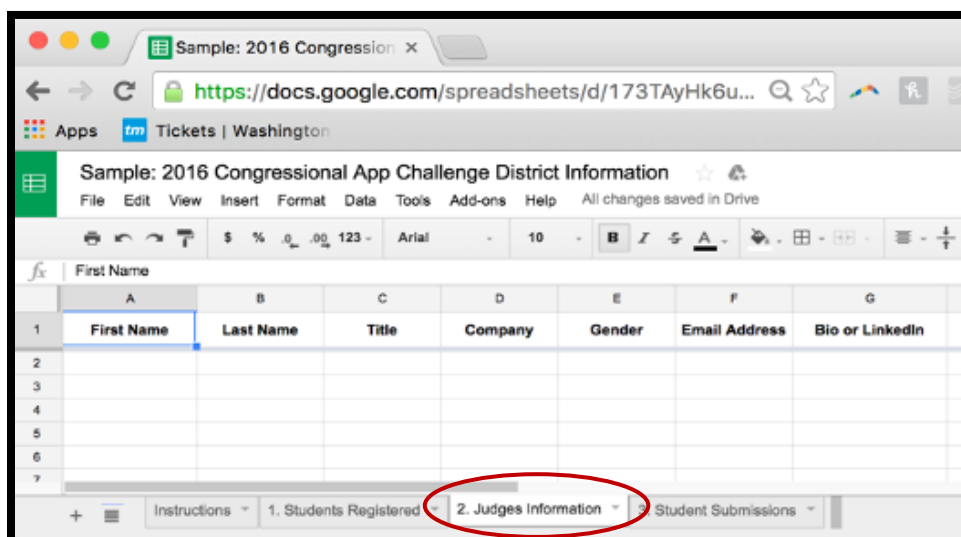 Sample: 2016 Congression ×
https://docs.google.com/spreadsheets/d/173TAyHk6u...
Apps tm Tickets | Washington
Sample: 2016 Congressional App Challenge District Information
File Edit View Insert Format Data Tools Add-ons Help All changes saved in Drive
$ % .0 .00 123 Arial 10 B I S A
fx First Name
A B C D E F G
1 First Name Last Name Title Company Gender Email Address Bio or LinkedIn
2
3
4
5
6
7
+ Instructions 1. Students Registered 2. Judges Information 3. Student Submissions